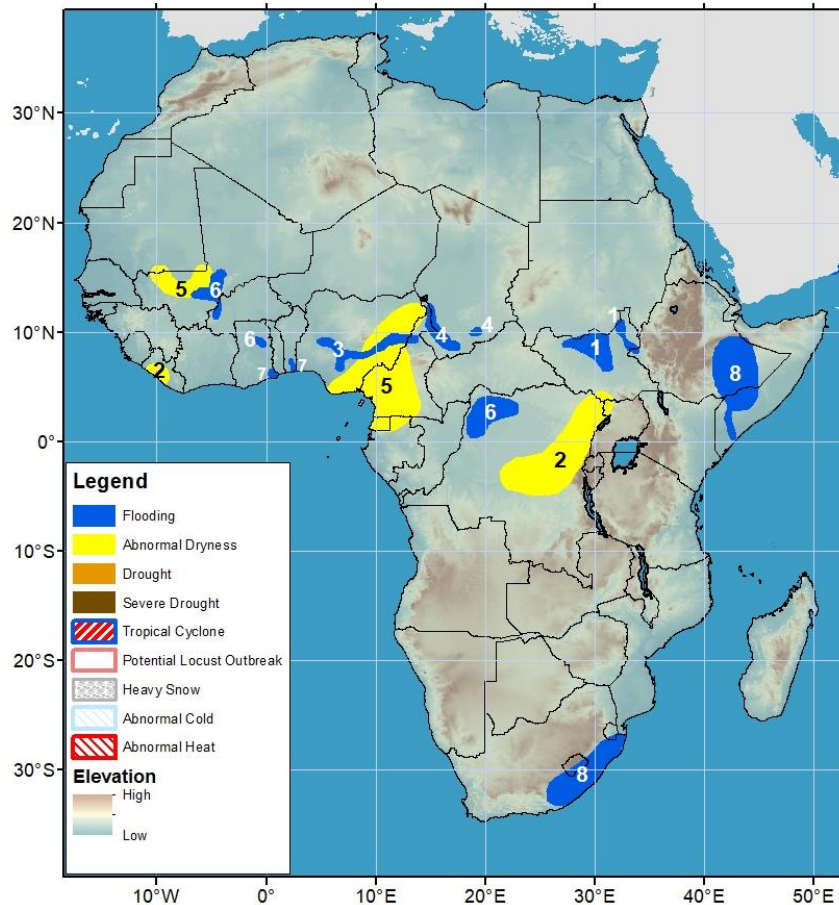 30°N
20°N
10°N
0°
10°S
20°S
30°S
10°W
0°
10°E
20°E
30°E
40°E
50°E
5
6
2
6
7
7
3
5
4
4
1
1
8
6
2
8
Legend
Flooding
Abnormal Dryness
Drought
Severe Drought
Tropical Cyclone
Potential Locust Outbreak
Heavy Snow
Abnormal Cold
Abnormal Heat
Elevation
High
Low